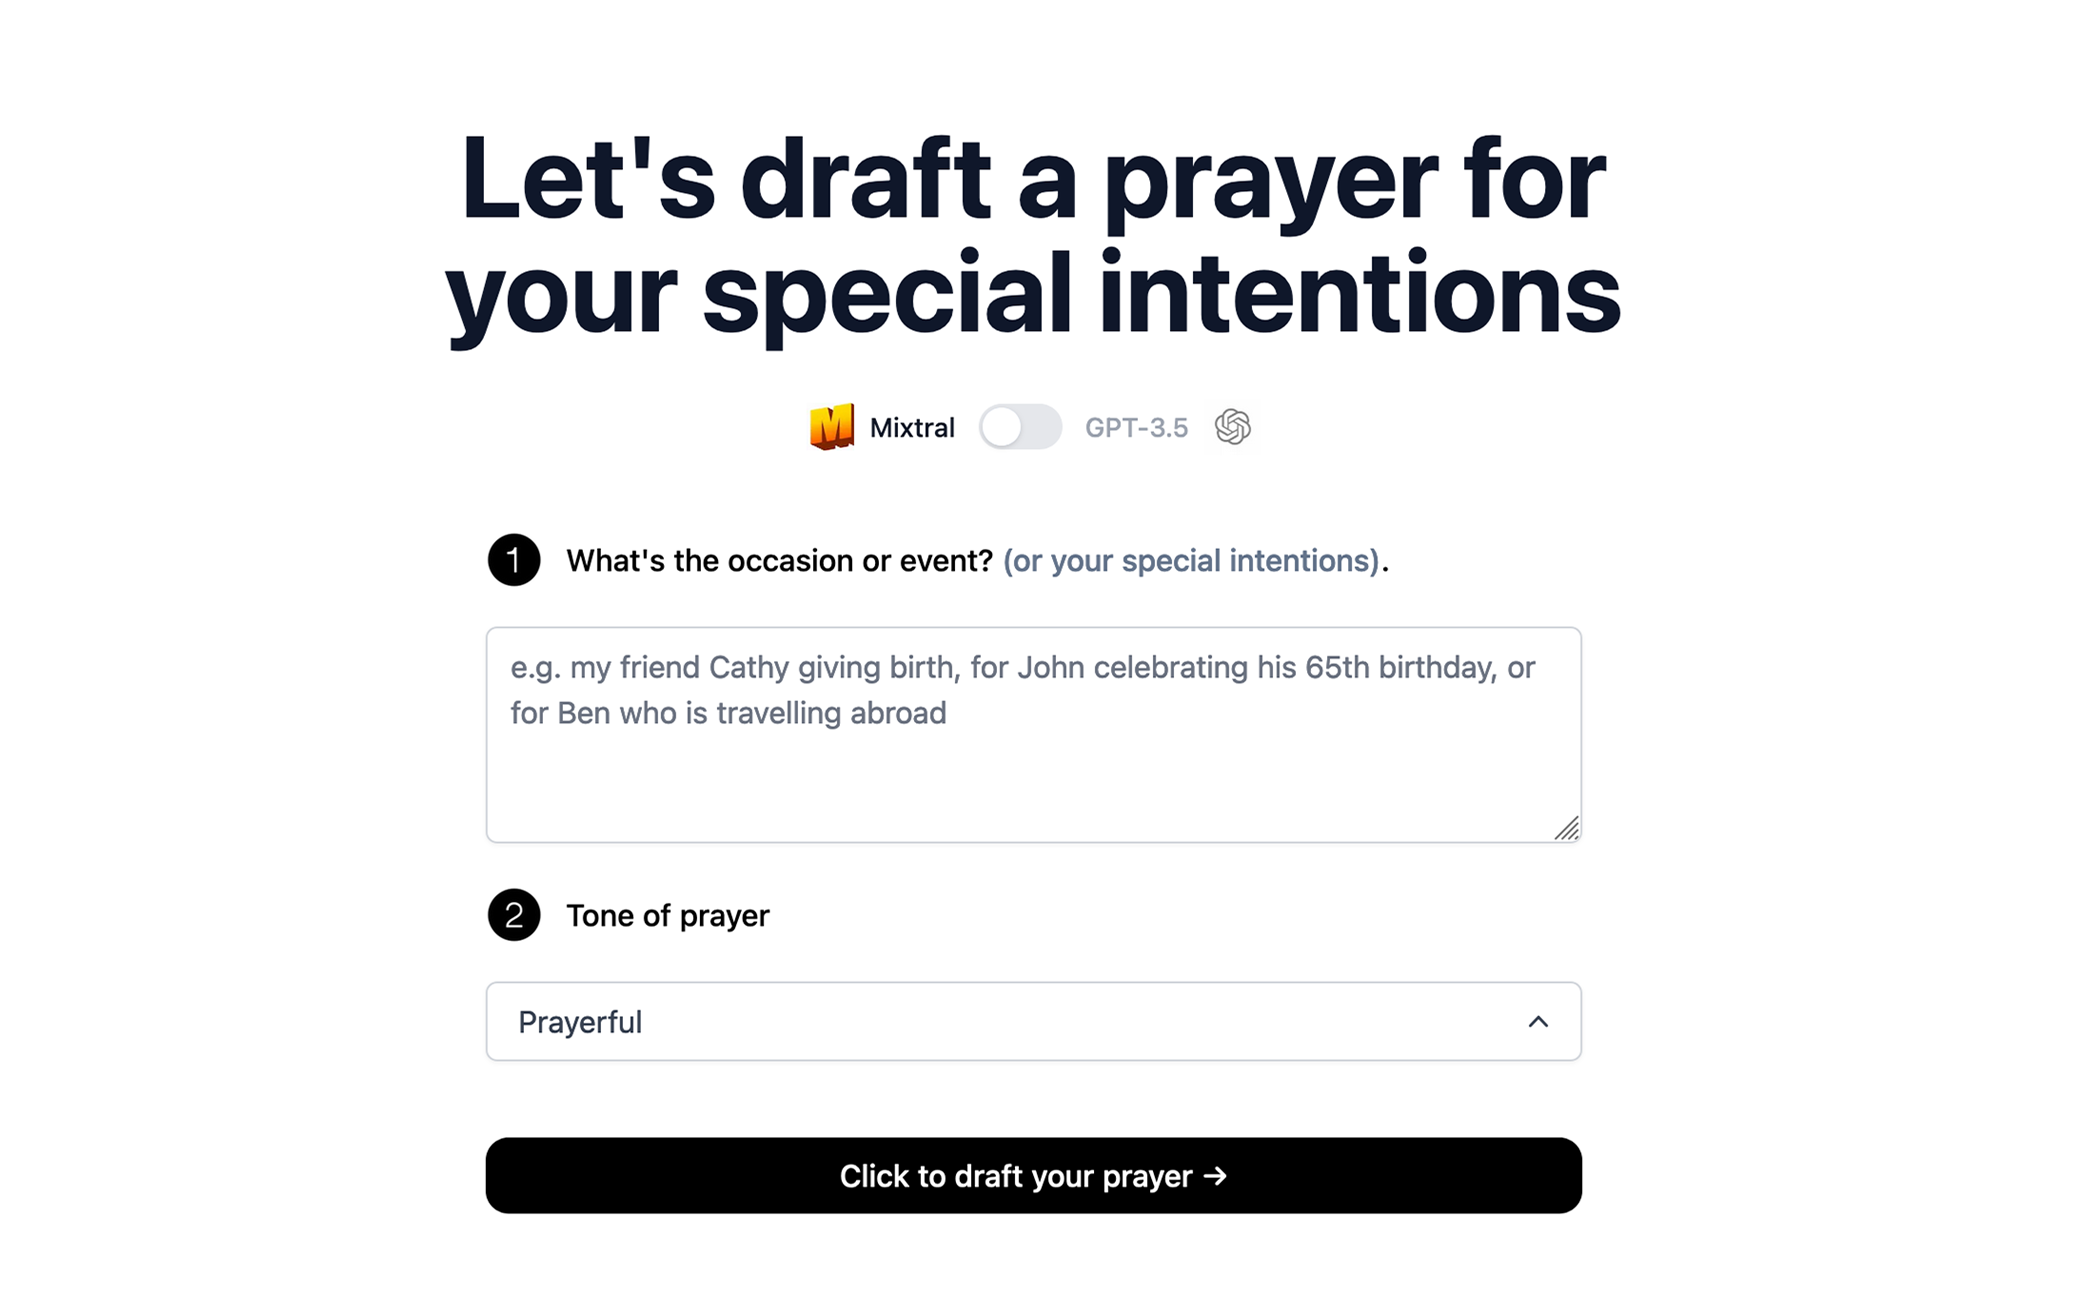 Let's draft a prayer for
your special intentions
Mixtral GPT-3.5
1 What's the occasion or event? (or your special intentions).
e.g. my friend Cathy giving birth, for John celebrating his 65th birthday, or
for Ben who is travelling abroad
2 Tone of prayer
Prayerful
Click to draft your prayer →